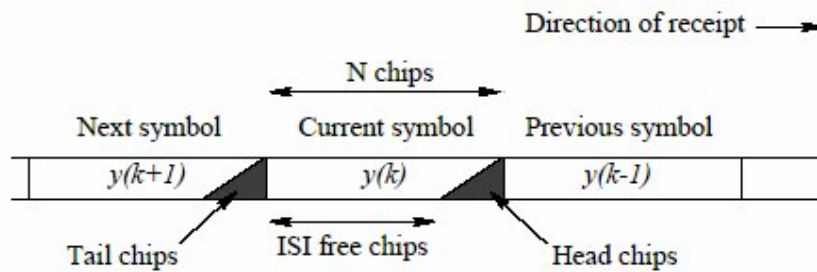 Direction of receipt
N chips
Next symbol Current symbol Previous symbol
y(k+1) y(k) y(k-1)
Tail chips ISI free chips Head chips